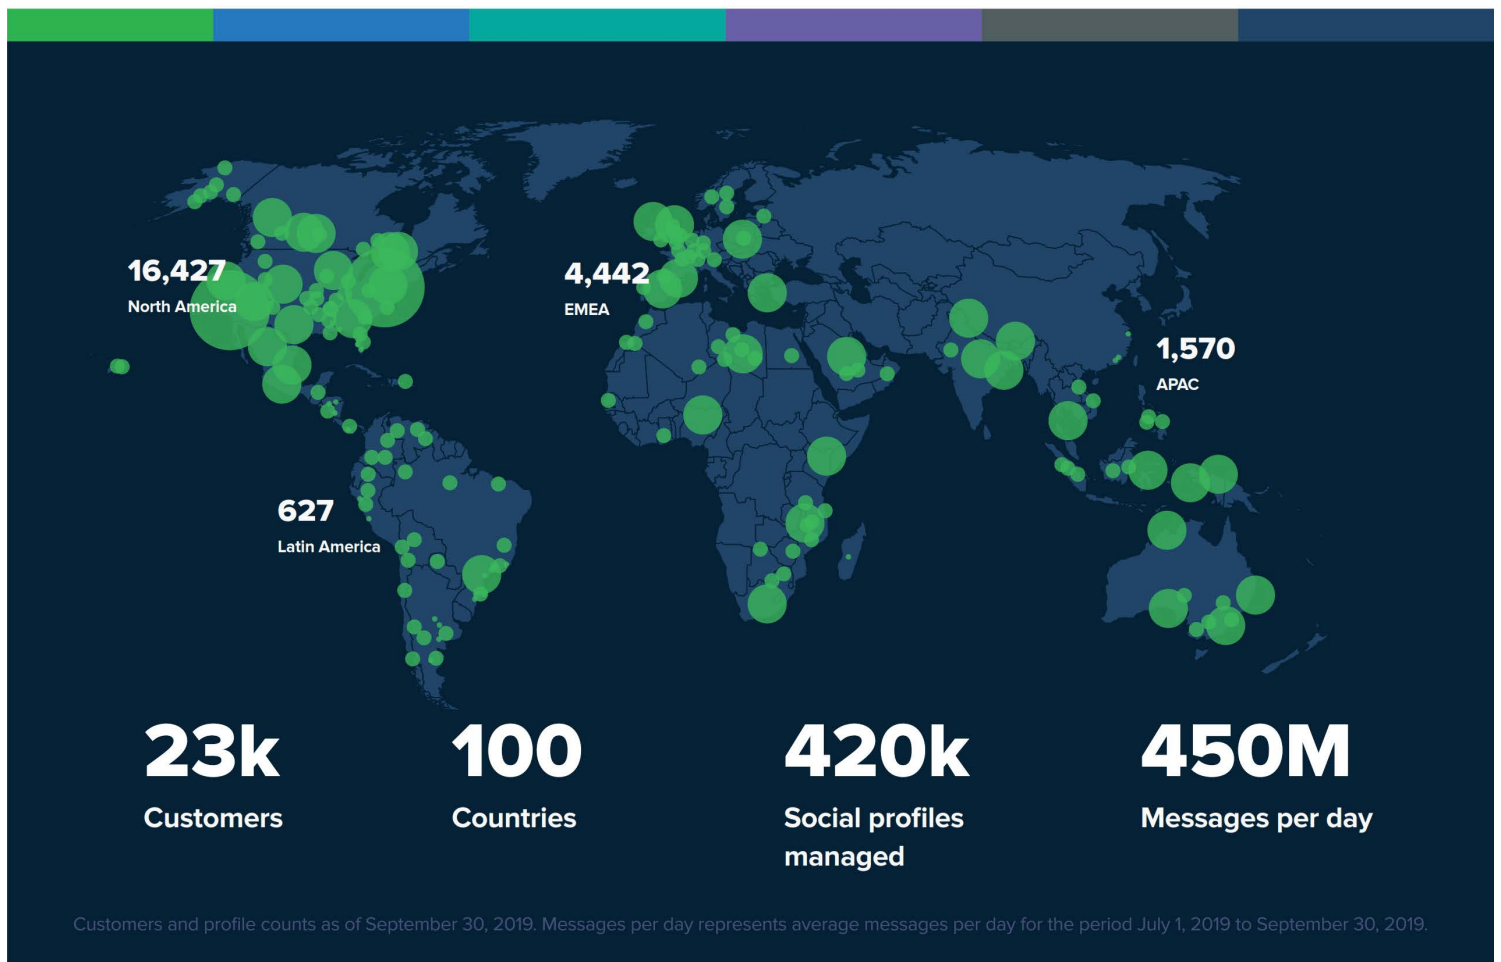 16,427
North America
4,442
EMEA
1,570
APAC
627
Latin America
23k
Customers
100
Countries
420k
Social profiles
managed
450M
Messages per day
Customers and profile counts as of September 30, 2019. Messages per day represents average messages per day for the period July 1, 2019 to September 30, 2019.